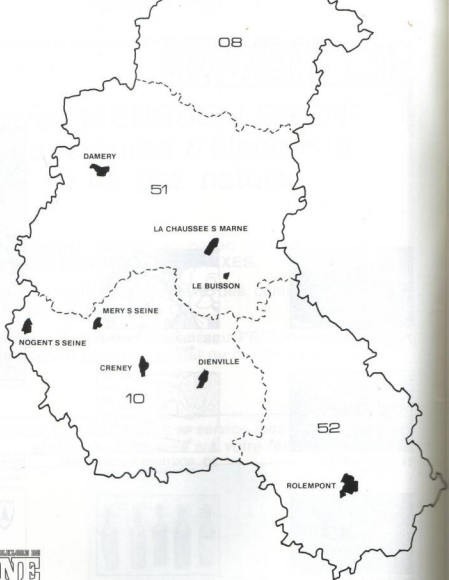 08
DAMERY
51
LA CHAUSSEE S MARNE
LE BUISSON
MERY S SEINE
NOGENT S SEINE
DIENVILLE
CRENEY
10
52
ROLEMPONT